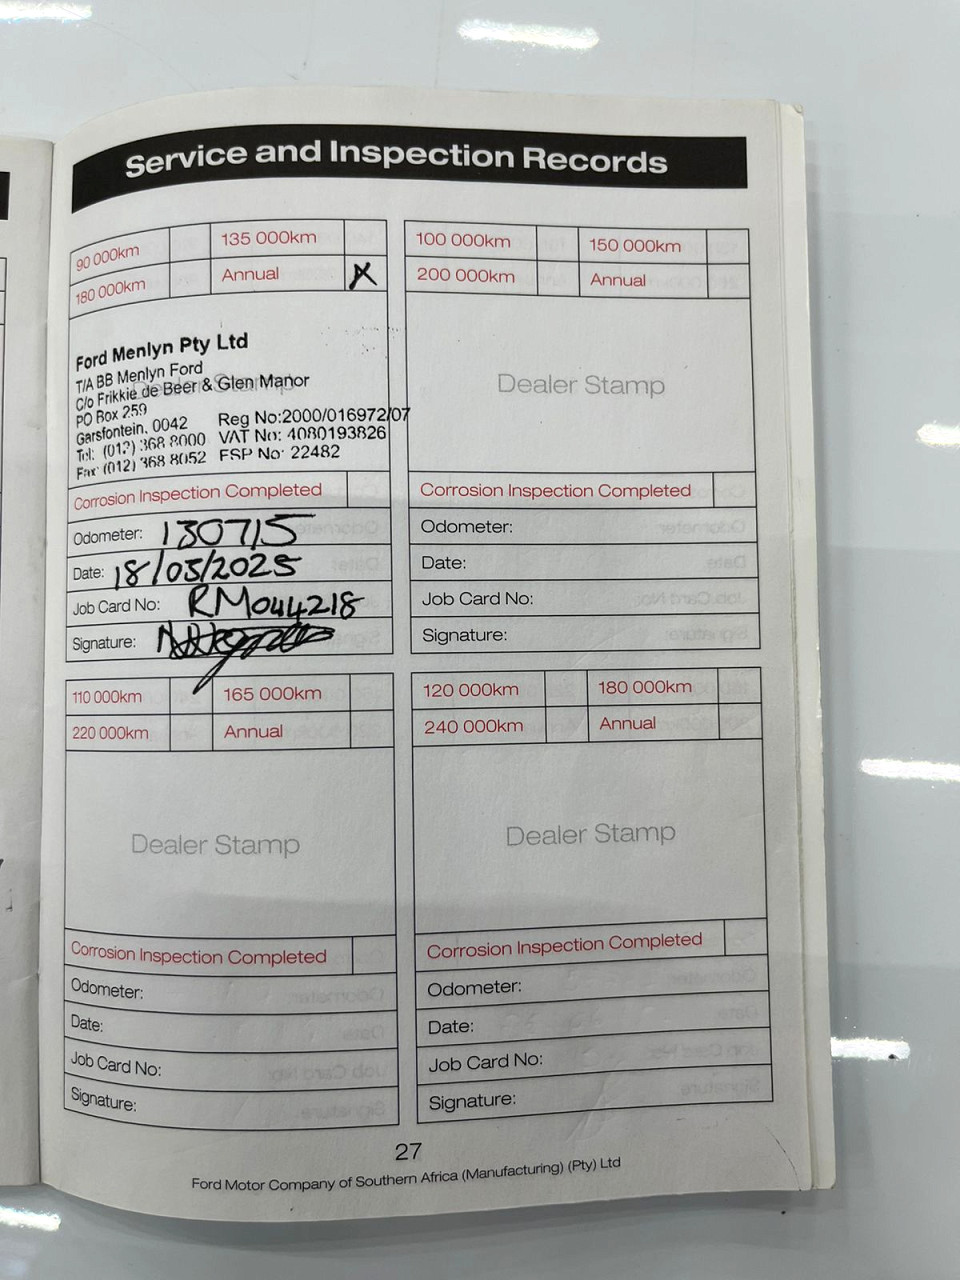 Service and Inspection Records
90 000km 135 000km
180 000km Annual X
Dealer Stamp
Ford Menlyn Pty Ltd
T/A BB Menlyn Ford
C/o Frikkie de Beer & Glen Manor
PO Box 259
Garsfontein, 0042 Reg No:2000/016972/07
Tel: (012) 368 8000 VAT No: 4080193826
Fax: (012) 368 8052 FSP No: 22482
Corrosion Inspection Completed
Odometer: 130715
Date: 18/03/2025
Job Card No: RM044218
Signature:
100 000km 150 000km
200 000km Annual
Dealer Stamp
Corrosion Inspection Completed
Odometer:
Date:
Job Card No:
Signature:
110 000km 165 000km
220 000km Annual
Dealer Stamp
Corrosion Inspection Completed
Odometer:
Date:
Job Card No:
Signature:
120 000km 180 000km
240 000km Annual
Dealer Stamp
Corrosion Inspection Completed
Odometer:
Date:
Job Card No:
Signature:
27
Ford Motor Company of Southern Africa (Manufacturing) (Pty) Ltd